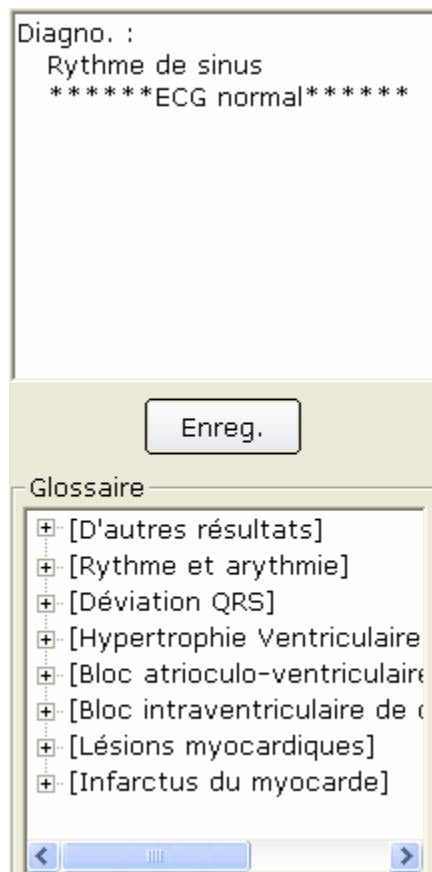 Diagno. :
Rythme de sinus
******ECG normal******
Enreg.
Glossaire
[D'autres résultats]
[Rythme et arythmie]
[Déviation QRS]
[Hypertrophie Ventriculaire
[Bloc atrioculo-ventriculaire
[Bloc intraventriculaire de
[Lésions myocardiques]
[Infarctus du myocarde]